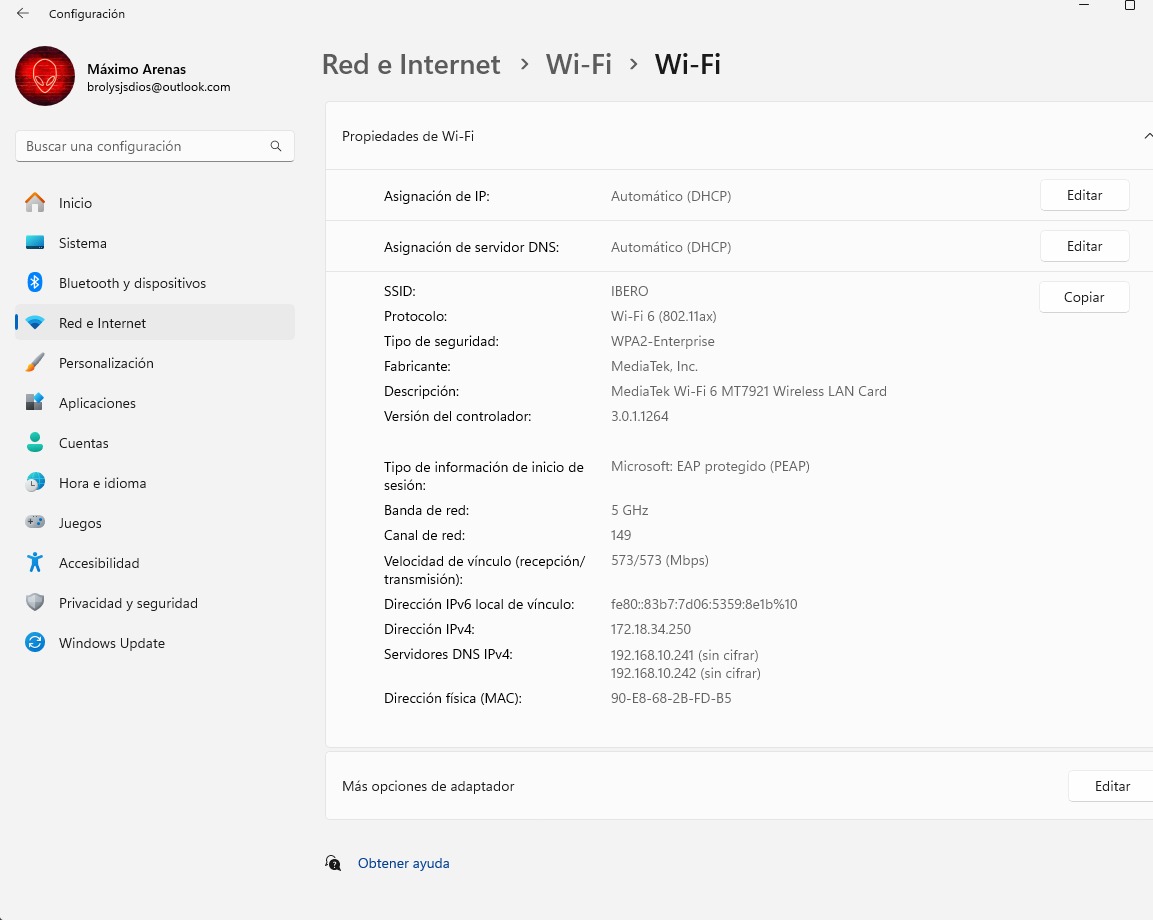 Configuración
Máximo Arenas
brolysjsdios@outlook.com
Buscar una configuración
Inicio
Sistema
Bluetooth y dispositivos
Red e Internet
Personalización
Aplicaciones
Cuentas
Hora e idioma
Juegos
Accesibilidad
Privacidad y seguridad
Windows Update
Red e Internet > Wi-Fi > Wi-Fi
Propiedades de Wi-Fi
Asignación de IP: Automático (DHCP) Editar
Asignación de servidor DNS: Automático (DHCP) Editar
SSID: IBERO Copiar
Protocolo: Wi-Fi 6 (802.11ax)
Tipo de seguridad: WPA2-Enterprise
Fabricante: MediaTek, Inc.
Descripción: MediaTek Wi-Fi 6 MT7921 Wireless LAN Card
Versión del controlador: 3.0.1.1264
Tipo de información de inicio de Microsoft: EAP protegido (PEAP)
sesión:
Banda de red: 5 GHz
Canal de red: 149
Velocidad de vínculo (recepción/ 573/573 (Mbps)
transmisión):
Dirección IPv6 local de vínculo: fe80::83b7:7d06:5359:8e1b%10
Dirección IPv4: 172.18.34.250
Servidores DNS IPv4: 192.168.10.241 (sin cifrar)
192.168.10.242 (sin cifrar)
Dirección física (MAC): 90-E8-68-2B-FD-B5
Más opciones de adaptador Editar
Obtener ayuda